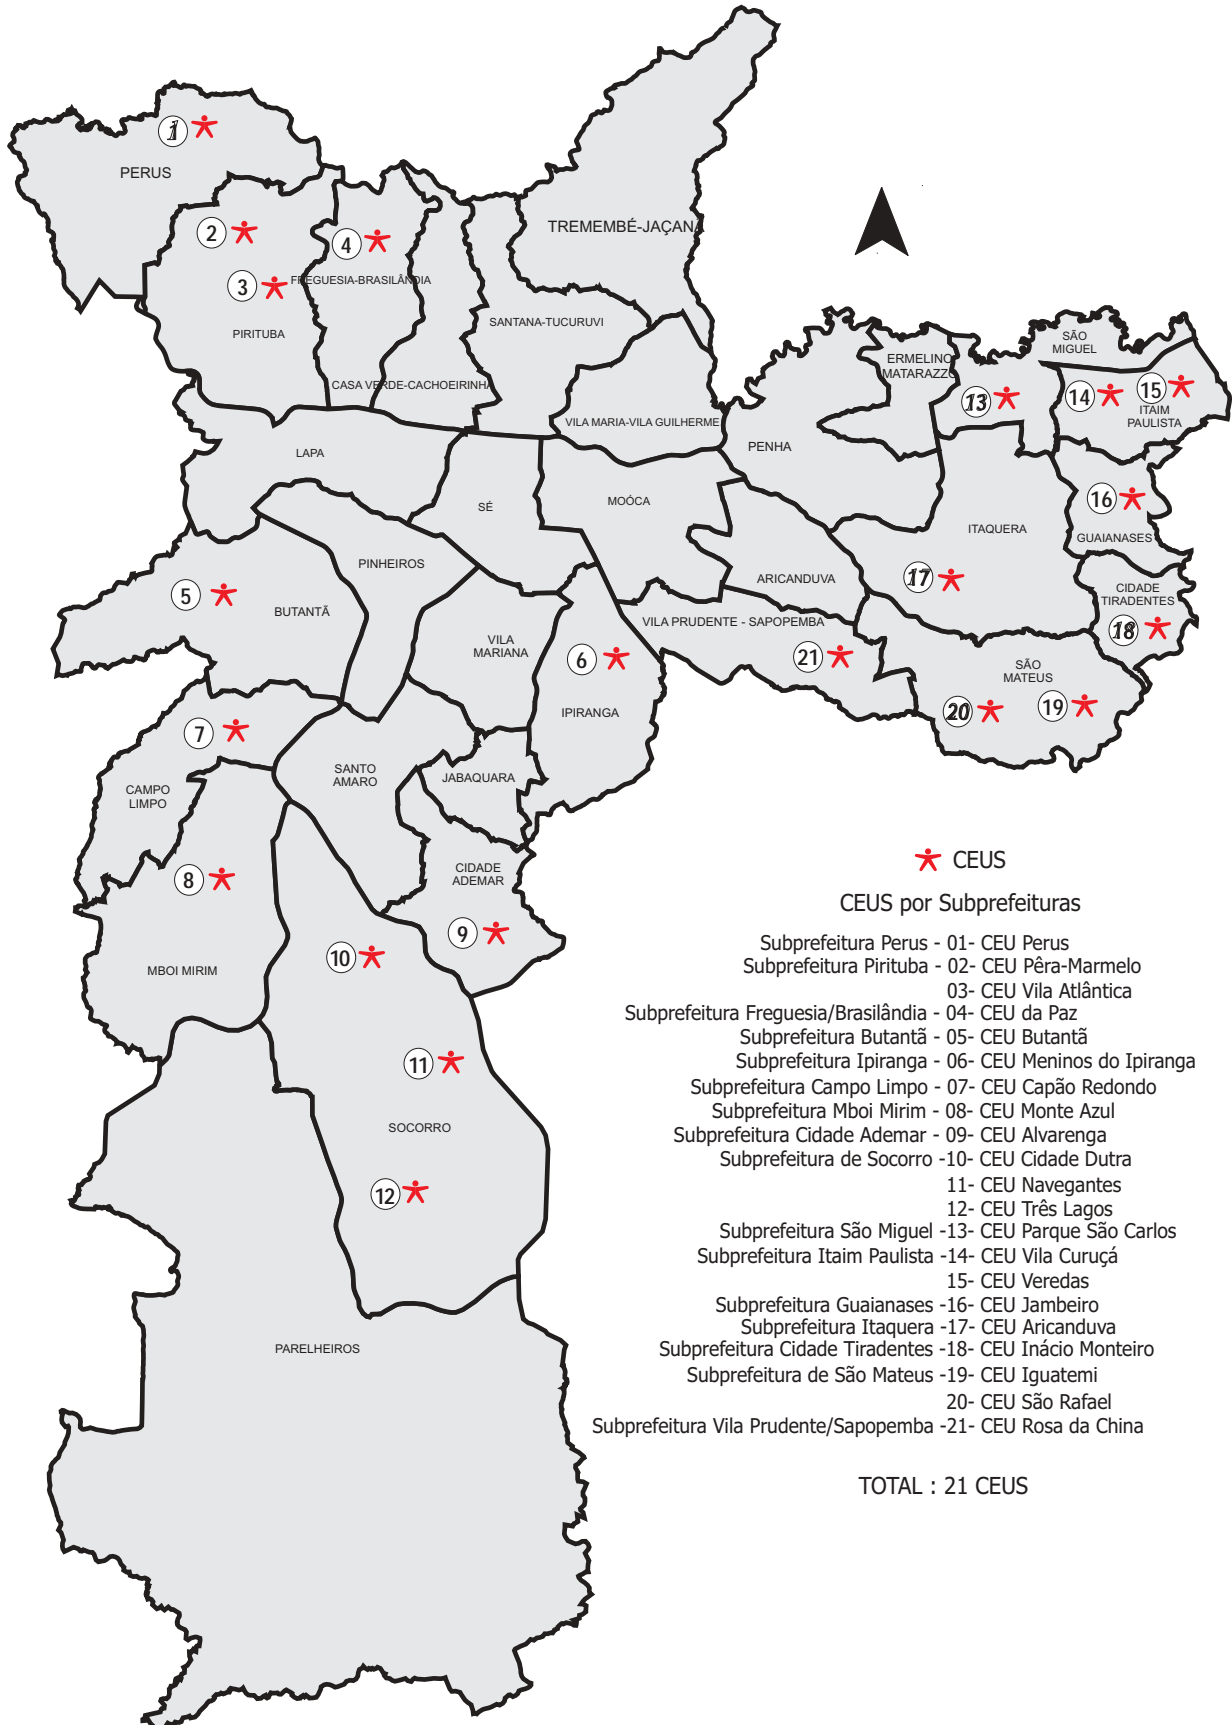 1
PERUS
2
4
TREMEMBÉ-JAÇANÃ
3
FREGUESIA-BRASILÂNDIA
PIRITUBA
SANTANA-TUCURUVI
CASA VERDE-CACHOEIRINHA
VILA MARIA-VILA GUILHERME
ERMELINO
MATARAZZO
SÃO
MIGUEL
13
14
15
ITAIM
PAULISTA
LAPA
PENHA
SÉ
MOÓCA
16
ITAQUERA
GUAIANASES
PINHEIROS
5
BUTANTÃ
ARICANDUVA
17
CIDADE
TIRADENTES
18
VILA PRUDENTE - SAPOPEMBA
VILA
MARIANA
6
21
IPIRANGA
SÃO
MATEUS
20
19
7
CAMPO
LIMPO
SANTO
AMARO
JABAQUARA
8
CIDADE
ADEMAR
9
10
MBOI MIRIM
11
SOCORRO
12
PARELHEIROS
CEUS
CEUS por Subprefeituras
Subprefeitura Perus - 01- CEU Perus
Subprefeitura Pirituba - 02- CEU Pêra-Marmelo
03- CEU Vila Atlântica
Subprefeitura Freguesia/Brasilândia - 04- CEU da Paz
Subprefeitura Butantã - 05- CEU Butantã
Subprefeitura Ipiranga - 06- CEU Meninos do Ipiranga
Subprefeitura Campo Limpo - 07- CEU Capão Redondo
Subprefeitura Mboi Mirim - 08- CEU Monte Azul
Subprefeitura Cidade Ademar - 09- CEU Alvarenga
Subprefeitura de Socorro -10- CEU Cidade Dutra
11- CEU Navegantes
12- CEU Três Lagos
Subprefeitura São Miguel -13- CEU Parque São Carlos
Subprefeitura Itaim Paulista -14- CEU Vila Curuçá
15- CEU Veredas
Subprefeitura Guaianases -16- CEU Jambeiro
Subprefeitura Itaquera -17- CEU Aricanduva
Subprefeitura Cidade Tiradentes -18- CEU Inácio Monteiro
Subprefeitura de São Mateus -19- CEU Iguatemi
20- CEU São Rafael
Subprefeitura Vila Prudente/Sapopemba -21- CEU Rosa da China
TOTAL : 21 CEUS